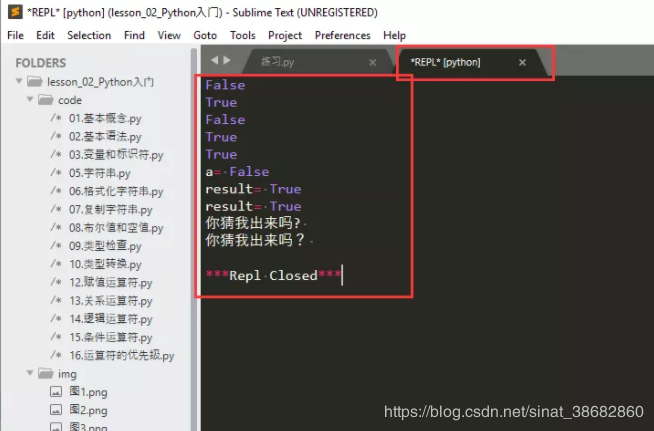 *REPL* [python] (lesson_02_Python入门) - Sublime Text (UNREGISTERED)
File Edit Selection Find View Goto Tools Project Preferences Help
FOLDERS
lesson_02_Python入门
code
/* 01.基本概念.py
/* 02.基本语法.py
/* 03.变量和标识符.py
/* 05.字符串.py
/* 06.格式化字符串.py
/* 07.复制字符串.py
/* 08.布尔值和空值.py
/* 09.类型检查.py
/* 10.类型转换.py
/* 12.赋值运算符.py
/* 13.关系运算符.py
/* 14.逻辑运算符.py
/* 15.条件运算符.py
/* 16.运算符的优先级.py
img
图1.png
图2.png
图3.png
练习.py ×
*REPL* [python] ×
False
True
False
True
True
a= False
result= True
result= True
你猜我出来吗?
你猜我出来吗？
***Repl Closed***
https://blog.csdn.net/sinat_38682860